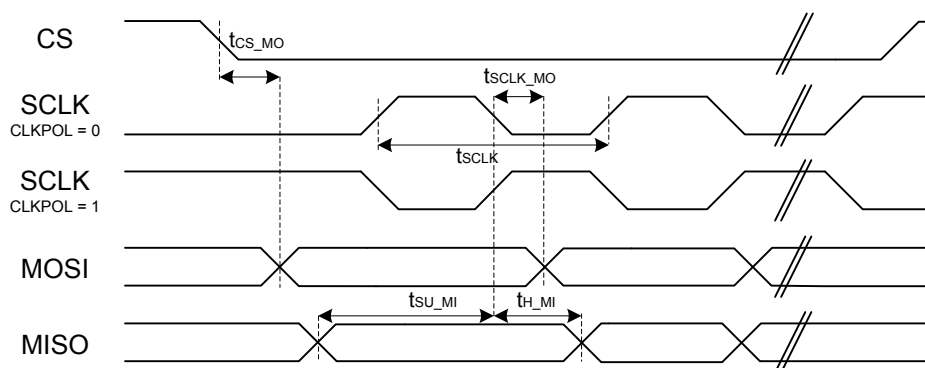 CS
tCS_MO
tSCLK_MO
SCLK
CLKPOL = 0
tSCLK
SCLK
CLKPOL = 1
MOSI
tSU_MI
tH_MI
MISO